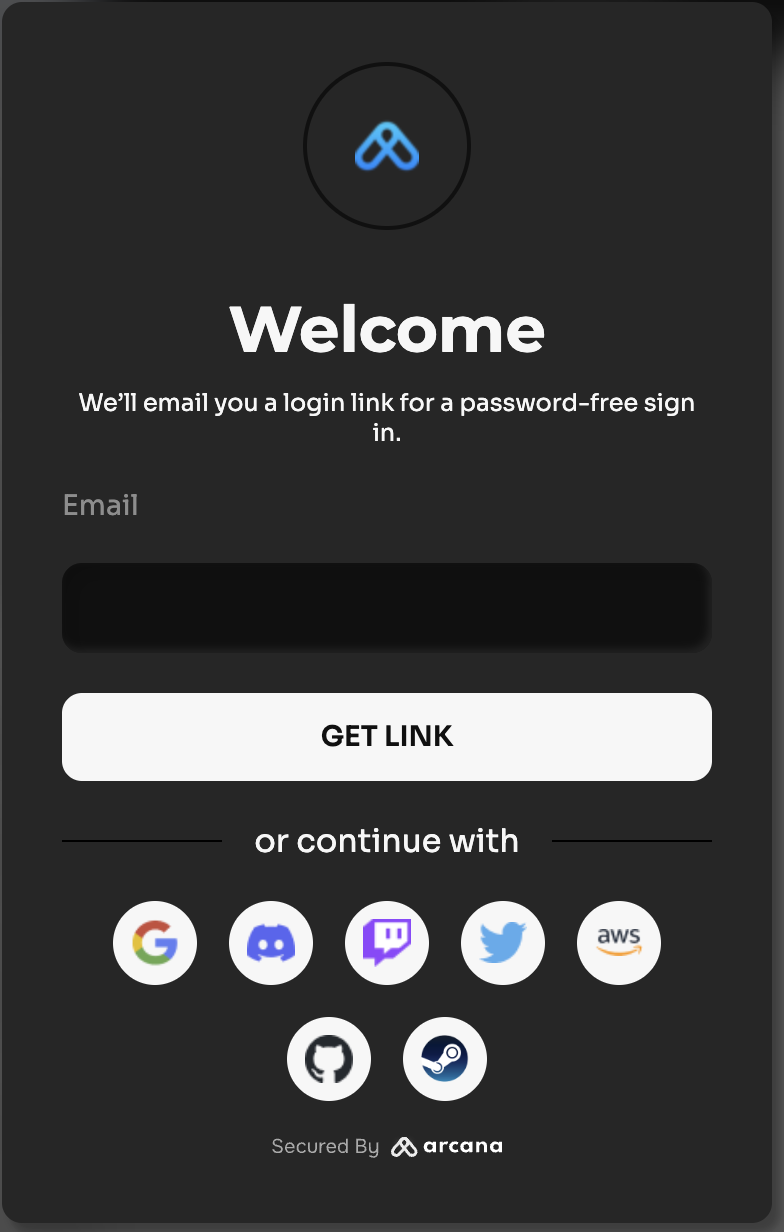 Welcome
We’ll email you a login link for a password-free sign
in.
Email
GET LINK
or continue with
aws
Secured By arcana